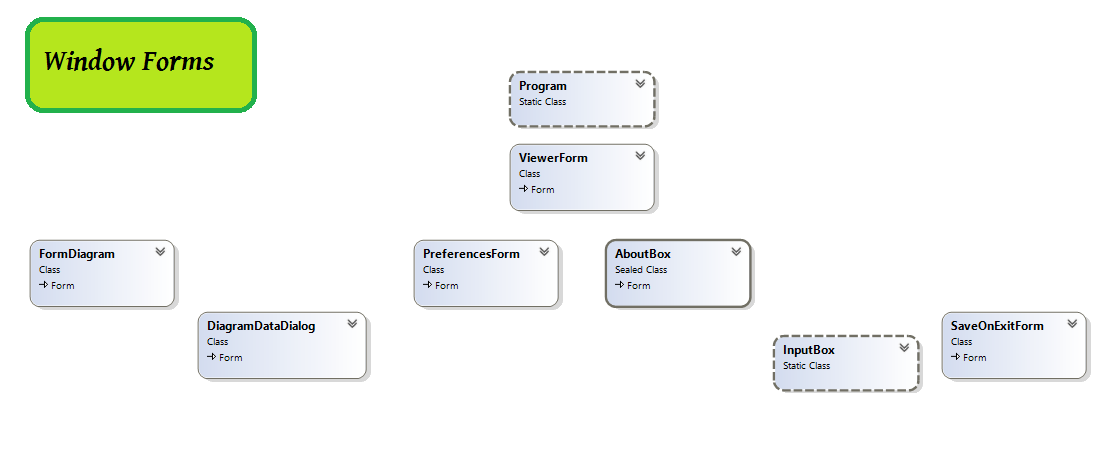 Window Forms
Program
Static Class
ViewerForm
Class
Form
FormDiagram
Class
Form
PreferencesForm
Class
Form
AboutBox
Sealed Class
Form
DiagramDataDialog
Class
Form
InputBox
Static Class
SaveOnExitForm
Class
Form